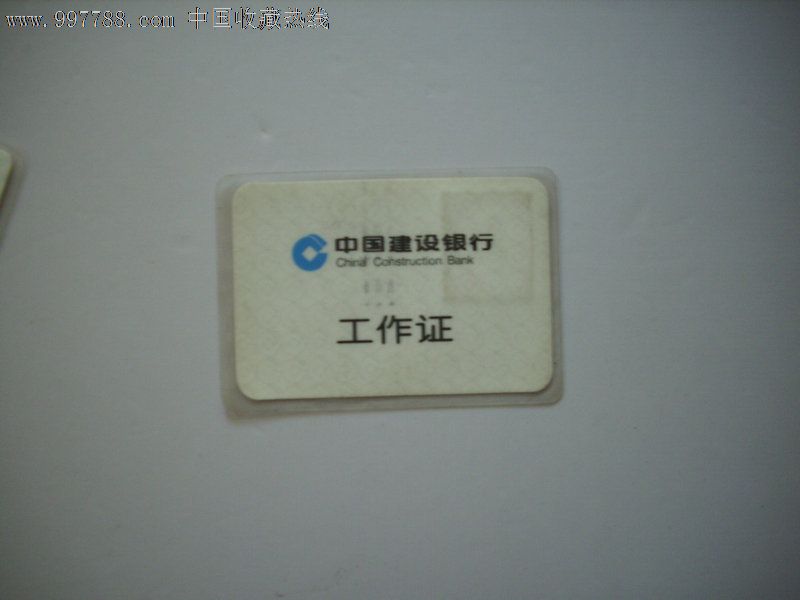 www.997788.com 中国收藏热线
中国建设银行
China Construction Bank
工作证